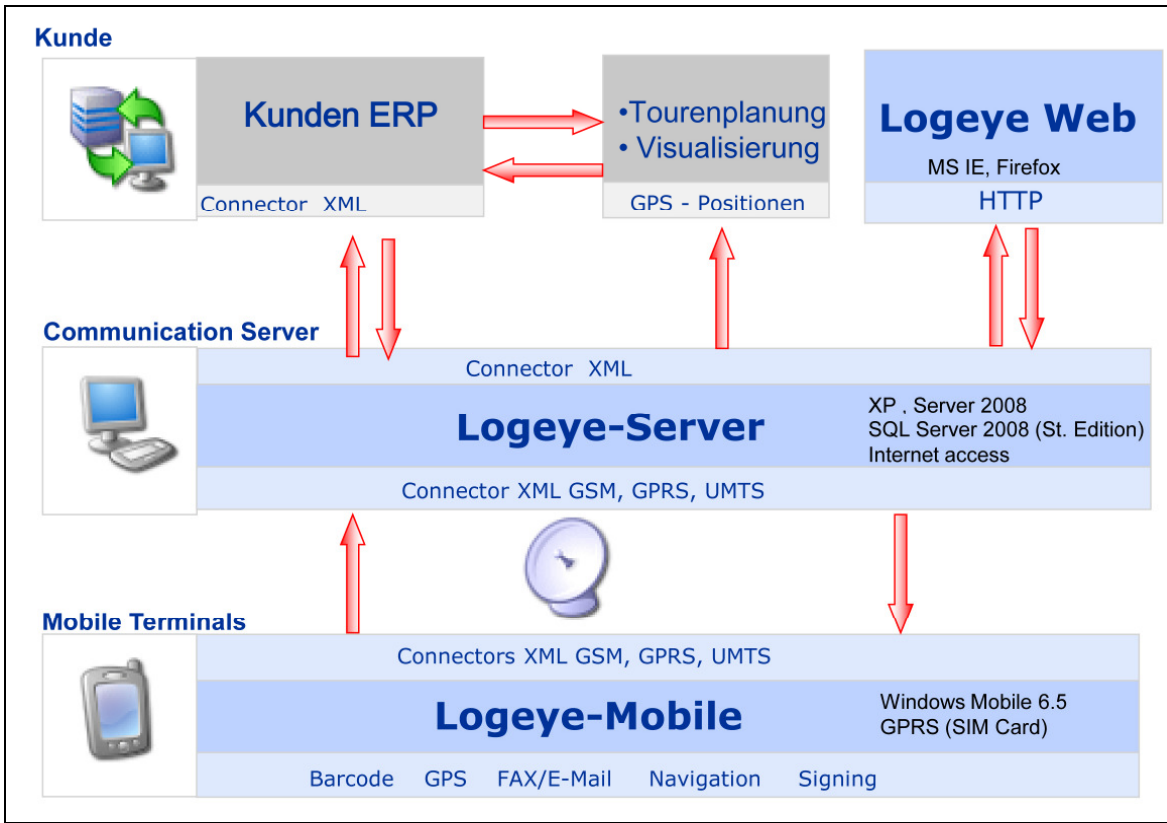 Kunde
Kunden ERP
Connector XML
•Tourenplanung
• Visualisierung
GPS - Positionen
Logeye Web
MS IE, Firefox
HTTP
Communication Server
Connector XML
Logeye-Server
XP , Server 2008
SQL Server 2008 (St. Edition)
Internet access
Connector XML GSM, GPRS, UMTS
Mobile Terminals
Connectors XML GSM, GPRS, UMTS
Logeye-Mobile
Windows Mobile 6.5
GPRS (SIM Card)
Barcode GPS FAX/E-Mail Navigation Signing